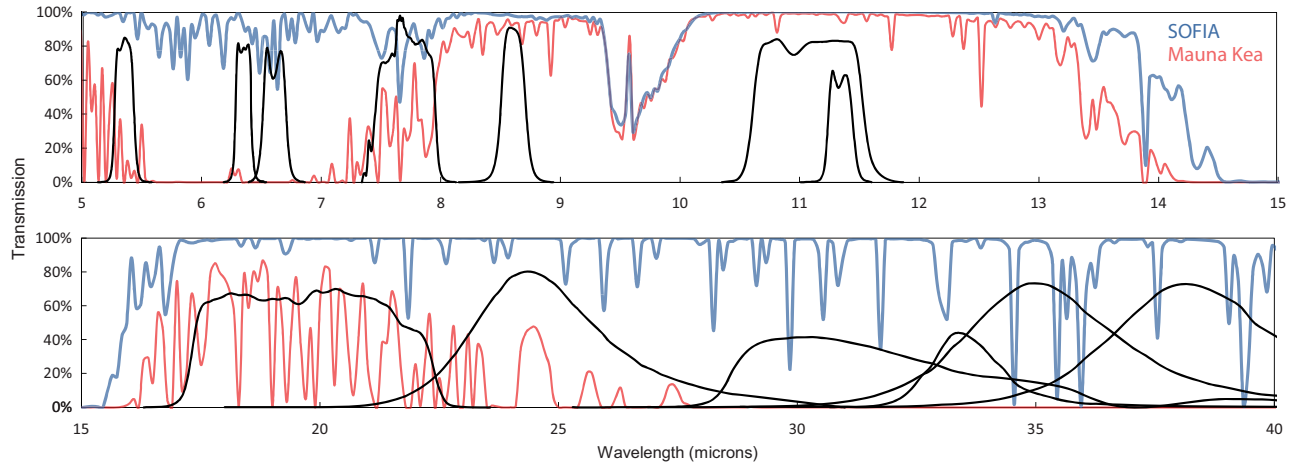 100%
80%
60%
40%
20%
0%
SOFIA
Mauna Kea
5 6 7 8 9 10 11 12 13 14 15
Transmission
100%
80%
60%
40%
20%
0%
15 20 25 30 35 40
Wavelength (microns)